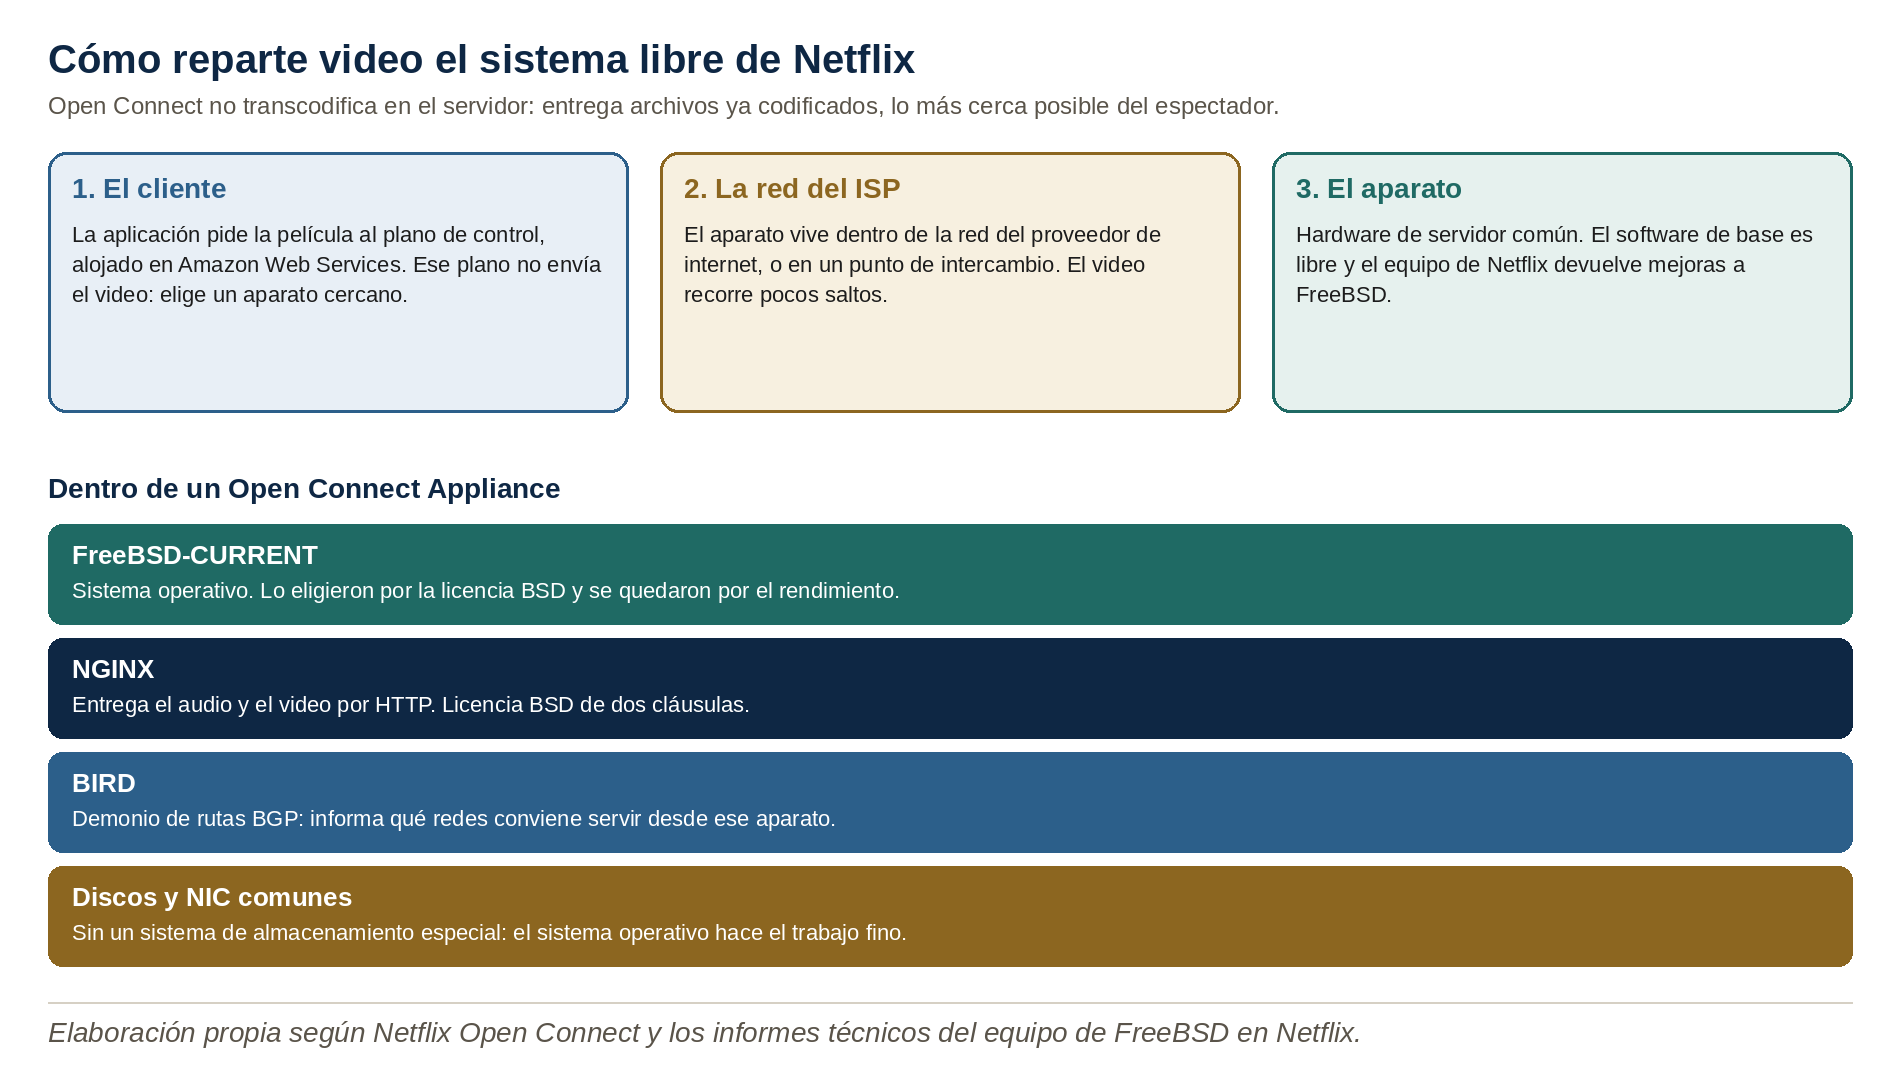 Cómo reparte video el sistema libre de Netflix
Open Connect no transcodifica en el servidor: entrega archivos ya codificados, lo más cerca posible del espectador.
1. El cliente
La aplicación pide la película al plano de control,
alojado en Amazon Web Services. Ese plano no envía
el video: elige un aparato cercano.
2. La red del ISP
El aparato vive dentro de la red del proveedor de
internet, o en un punto de intercambio. El video
recorre pocos saltos.
3. El aparato
Hardware de servidor común. El software de base es
libre y el equipo de Netflix devuelve mejoras a
FreeBSD.
Dentro de un Open Connect Appliance
FreeBSD-CURRENT
Sistema operativo. Lo eligieron por la licencia BSD y se quedaron por el rendimiento.
NGINX
Entrega el audio y el video por HTTP. Licencia BSD de dos cláusulas.
BIRD
Demonio de rutas BGP: informa qué redes conviene servir desde ese aparato.
Discos y NIC comunes
Sin un sistema de almacenamiento especial: el sistema operativo hace el trabajo fino.
Elaboración propia según Netflix Open Connect y los informes técnicos del equipo de FreeBSD en Netflix.